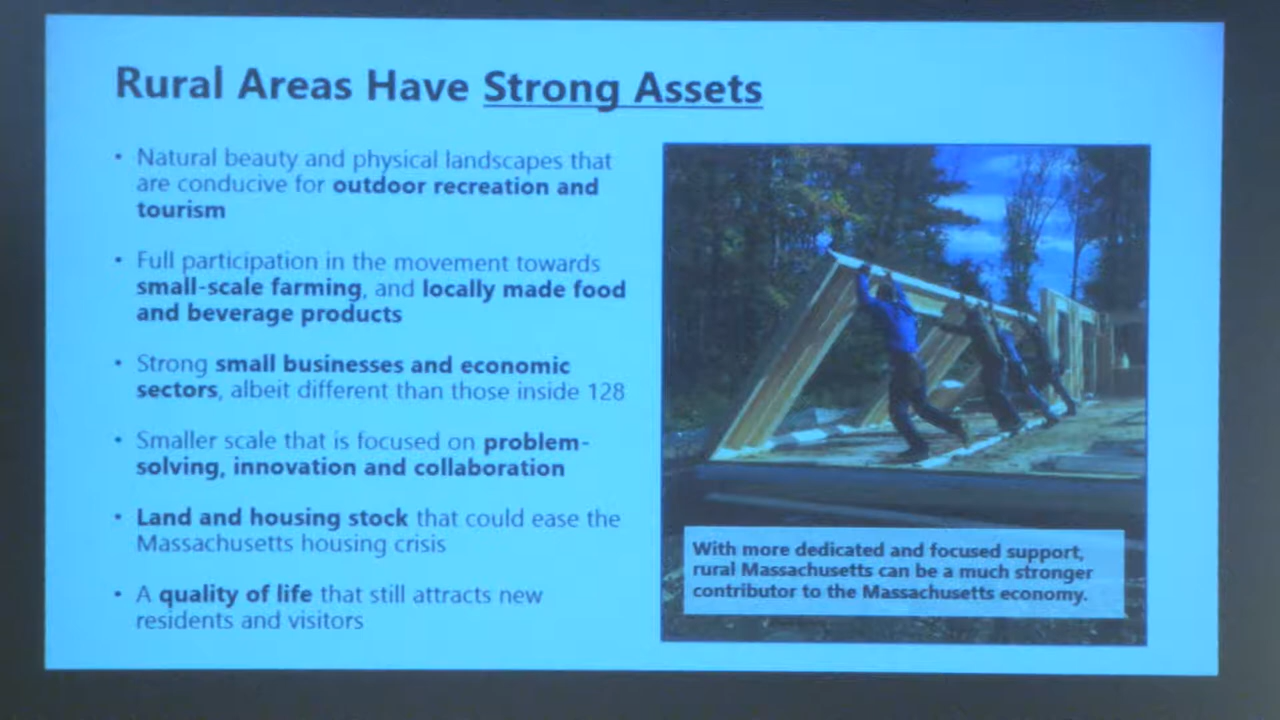 Rural Areas Have Strong Assets
• Natural beauty and physical landscapes that
are conducive for outdoor recreation and
tourism
• Full participation in the movement towards
small-scale farming, and locally made food
and beverage products
• Strong small businesses and economic
sectors, albeit different than those inside 128
• Smaller scale that is focused on problem-
solving, innovation and collaboration
• Land and housing stock that could ease the
Massachusetts housing crisis
• A quality of life that still attracts new
residents and visitors
With more dedicated and focused support,
rural Massachusetts can be a much stronger
contributor to the Massachusetts economy.